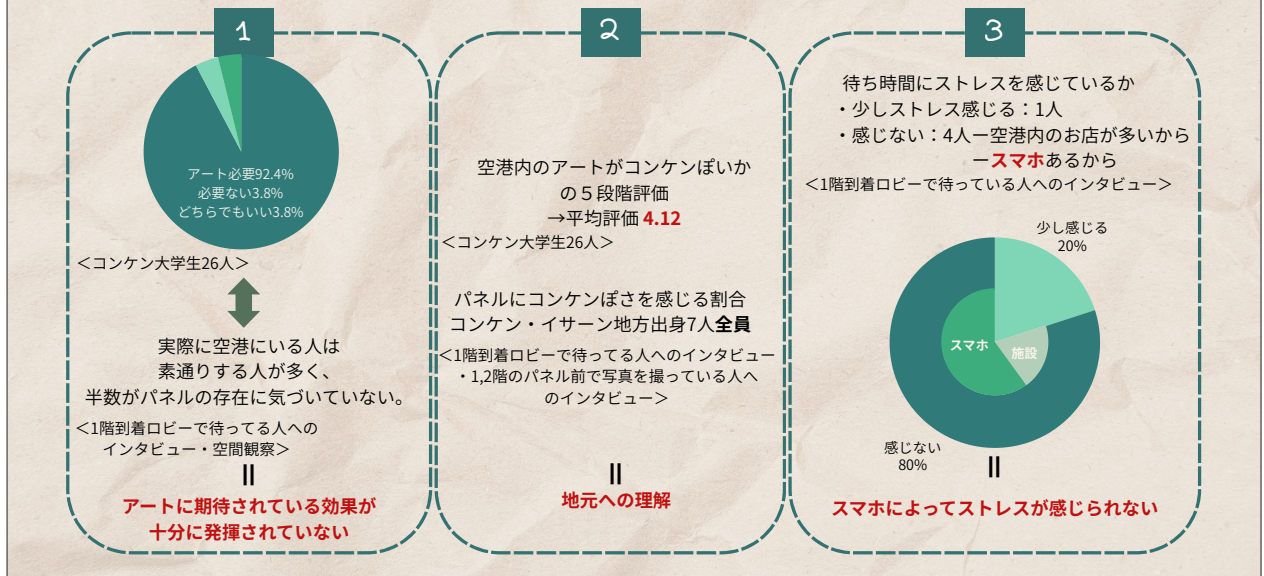 1
アート必要92.4%
必要ない3.8%
どちらでもいい3.8%
＜コンケン大学生26人＞
実際に空港にいる人は
素通りする人が多く、
半数がパネルの存在に気づいていない。
＜1階到着ロビーで待ってる人への
インタビュー・空間観察＞
=
アートに期待されている効果が
十分に発揮されていない
2
空港内のアートがコンケンぽいか
の５段階評価
→平均評価 4.12
＜コンケン大学生26人＞
パネルにコンケンぽさを感じる割合
コンケン・イサーン地方出身7人全員
＜1階到着ロビーで待ってる人へのインタビュー
・1,2階のパネル前で写真を撮っている人へ
のインタビュー＞
=
地元への理解
3
待ち時間にストレスを感じているか
・少しストレス感じる：1人
・感じない：4人ー空港内のお店が多いから
ースマホあるから
＜1階到着ロビーで待っている人へのインタビュー＞
少し感じる
20%
スマホ
施設
感じない
80%
=
スマホによってストレスが感じられない